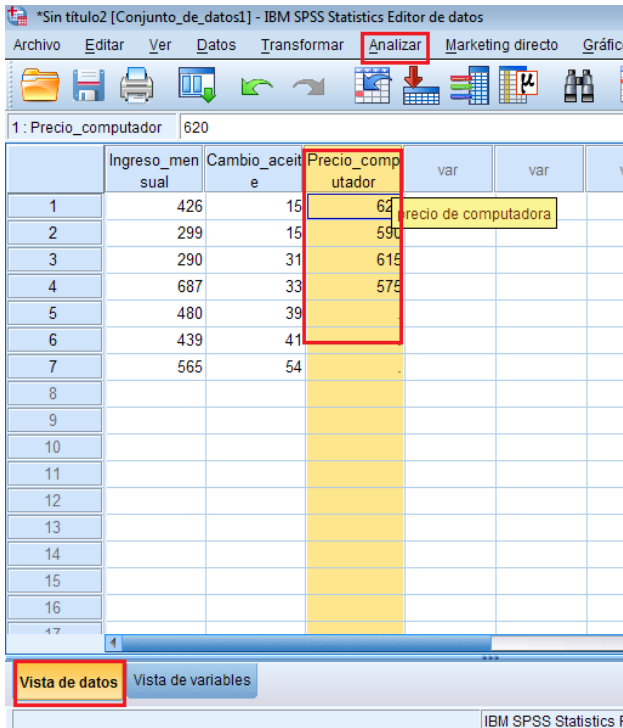 *Sin título2 [Conjunto_de_datos1] - IBM SPSS Statistics Editor de datos
Archivo Editar Ver Datos Transformar Analizar Marketing directo Gráfic
1 : Precio_computador 620
Ingreso_men Cambio_aceit Precio_comp var var
sual e utador
1 426 15 62
precio de computadora
2 299 15 590
3 290 31 615
4 687 33 575
5 480 39 .
6 439 41
7 565 54 .
8
9
10
11
12
13
14
15
16
17
Vista de datos Vista de variables
IBM SPSS Statistics